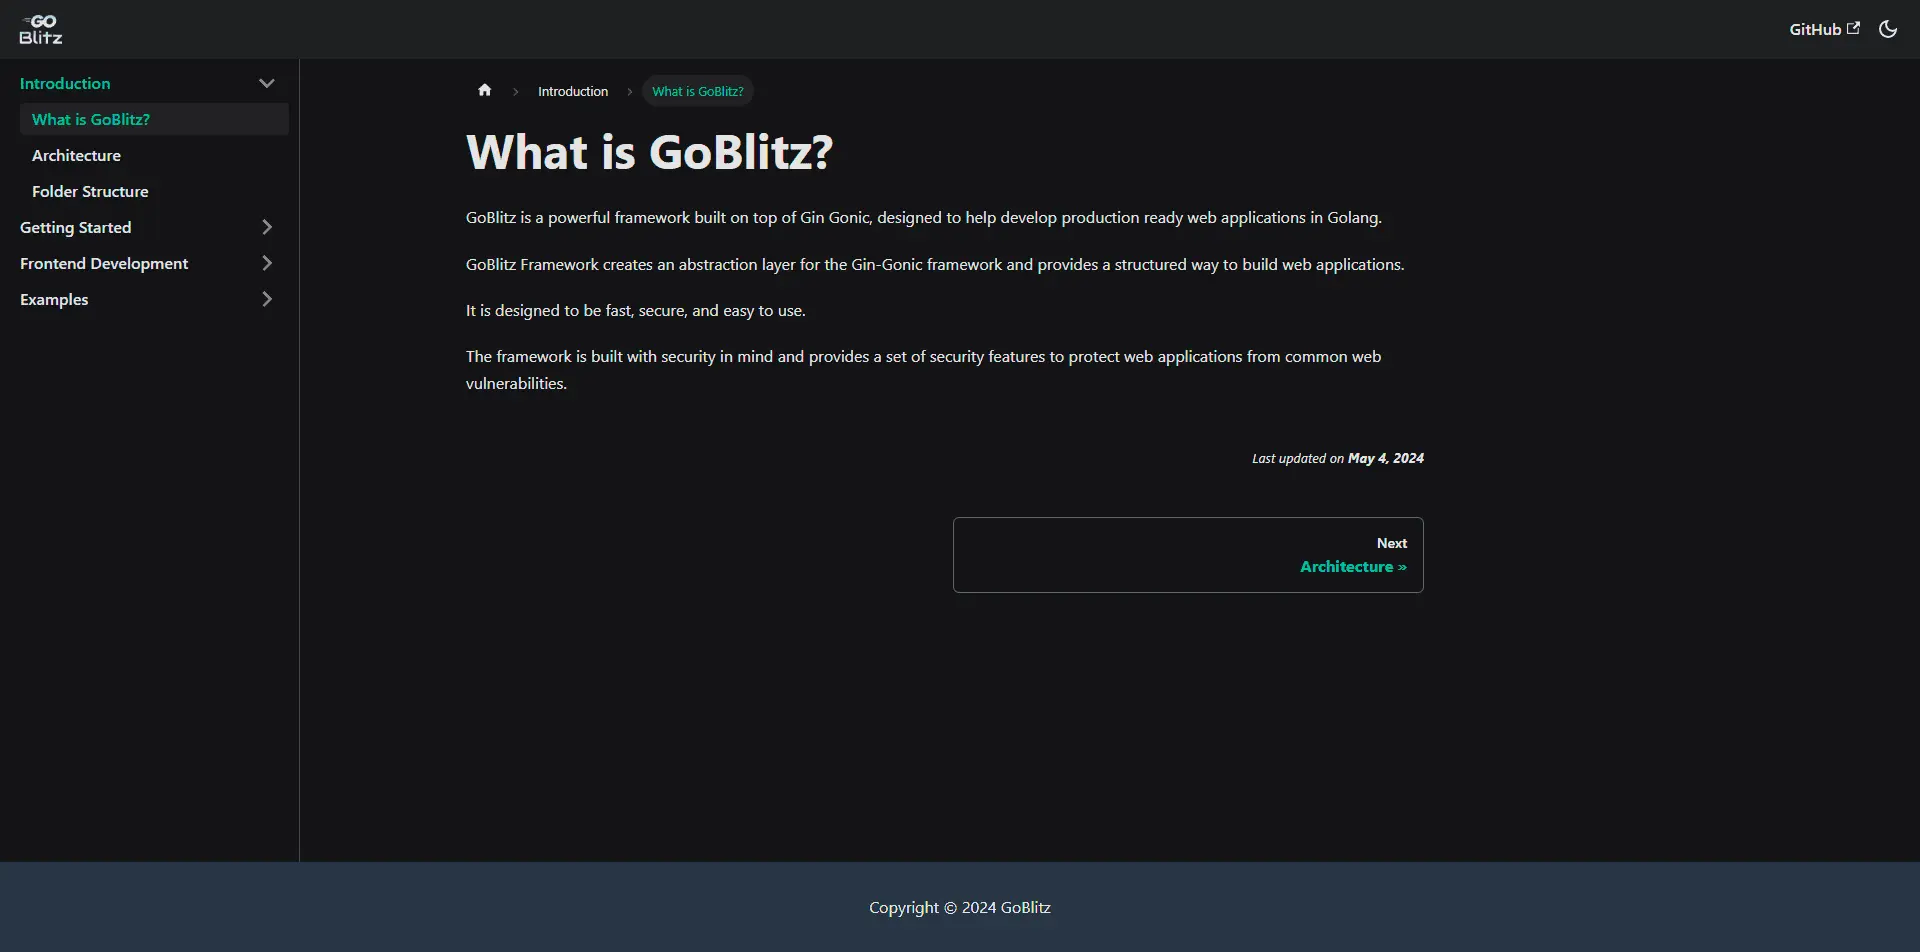 GO
Blitz
GitHub
Introduction
What is GoBlitz?
Architecture
Folder Structure
Getting Started
Frontend Development
Examples
Introduction
What is GoBlitz?
What is GoBlitz?
GoBlitz is a powerful framework built on top of Gin Gonic, designed to help develop production ready web applications in Golang.
GoBlitz Framework creates an abstraction layer for the Gin-Gonic framework and provides a structured way to build web applications.
It is designed to be fast, secure, and easy to use.
The framework is built with security in mind and provides a set of security features to protect web applications from common web
vulnerabilities.
Last updated on May 4, 2024
Next
Architecture »
Copyright © 2024 GoBlitz